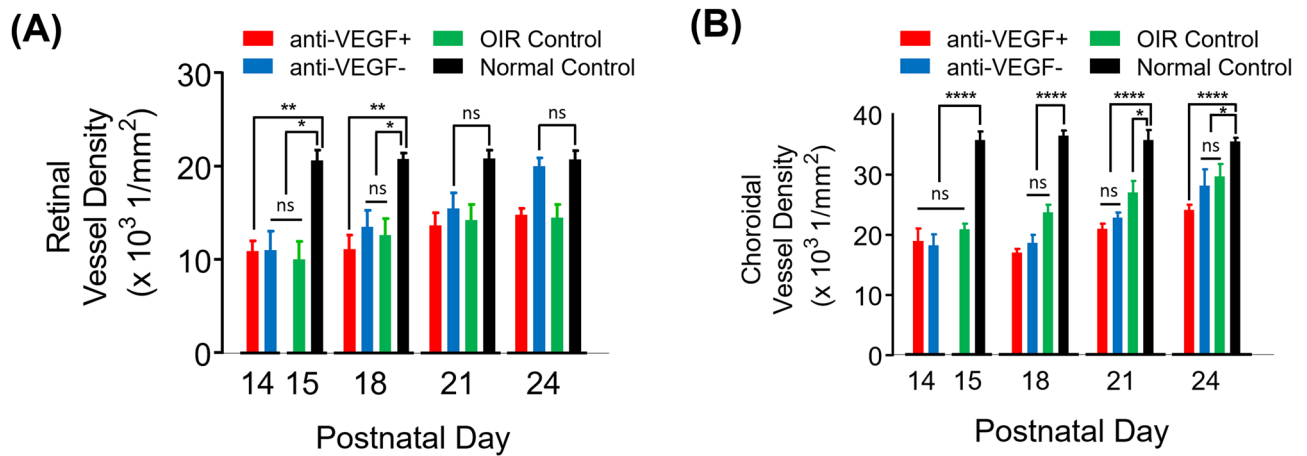 (A)
anti-VEGF+ OIR Control
anti-VEGF- Normal Control
Retinal
Vessel Density
(x 10³ 1/mm²)
30
20
10
0
** **
* *
ns ns
ns ns
14 15 18 21 24
Postnatal Day
(B)
anti-VEGF+ OIR Control
anti-VEGF- Normal Control
Choroidal
Vessel Density
(x 10³ 1/mm²)
40
30
20
10
0
**** **** **** ****
* *
ns ns ns ns
14 15 18 21 24
Postnatal Day